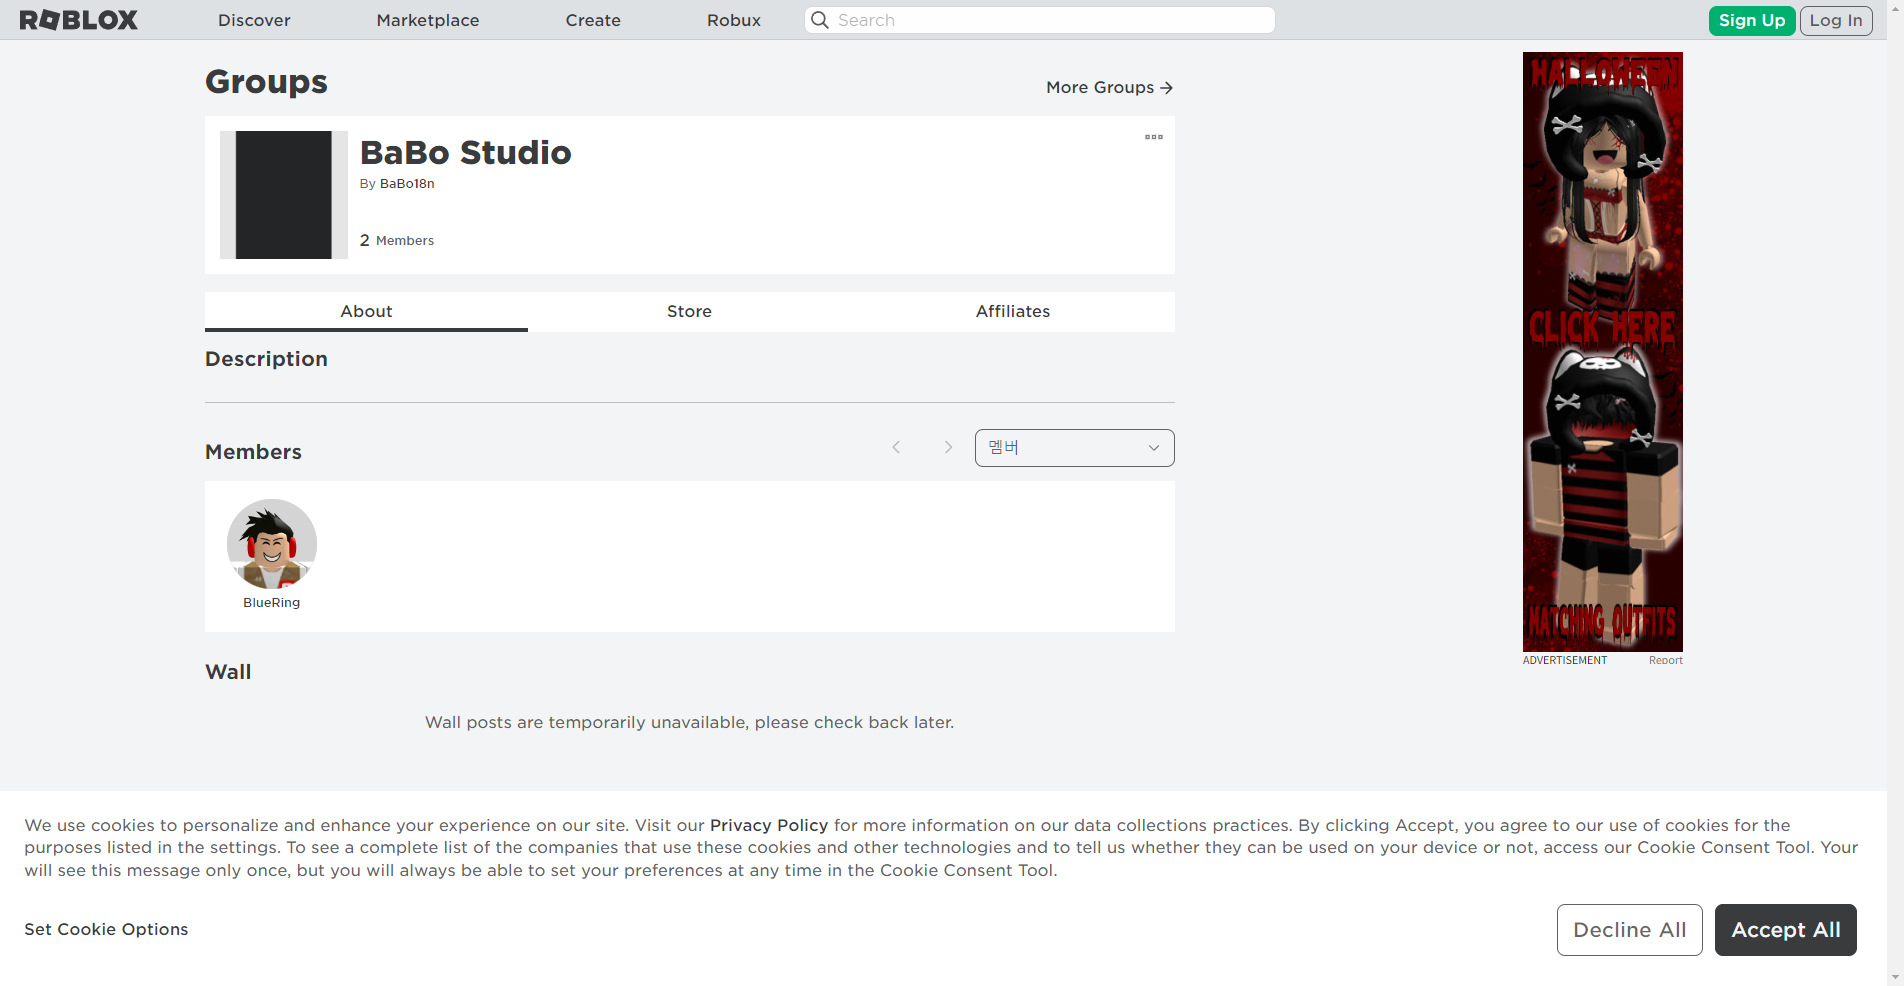 ROBLOX
Discover
Marketplace
Create
Robux
Search
Sign Up
Log In
Groups
More Groups
BaBo Studio
By BaBo18n
2 Members
About
Store
Affiliates
Description
Members
멤버
BlueRing
Wall
Wall posts are temporarily unavailable, please check back later.
HALLOWEEN
CLICK HERE
MATCHING OUTFITS
ADVERTISEMENT
Report
We use cookies to personalize and enhance your experience on our site. Visit our Privacy Policy for more information on our data collections practices. By clicking Accept, you agree to our use of cookies for the
purposes listed in the settings. To see a complete list of the companies that use these cookies and other technologies and to tell us whether they can be used on your device or not, access our Cookie Consent Tool. Your
will see this message only once, but you will always be able to set your preferences at any time in the Cookie Consent Tool.
Set Cookie Options
Decline All
Accept All